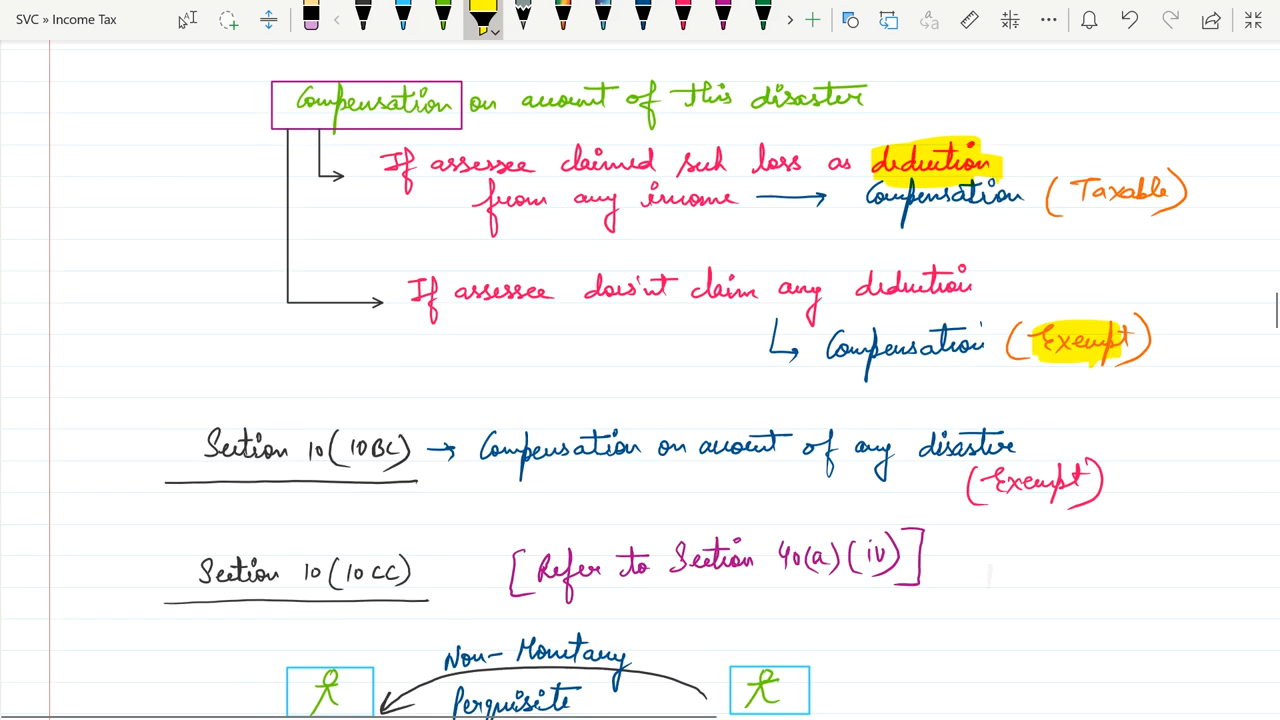 SVC » Income Tax
Compensation on account of this disaster
If assessee claimed such loss as deduction
from any income → Compensation (Taxable)
If assessee does'nt claim any deduction
↳ Compensation (Exempt)
Section 10(10BC) → Compensation on account of any disaster
(Exempt)
Section 10(10CC) [Refer to Section 40(a)(iv)]
Non-Monetary
Perquisite